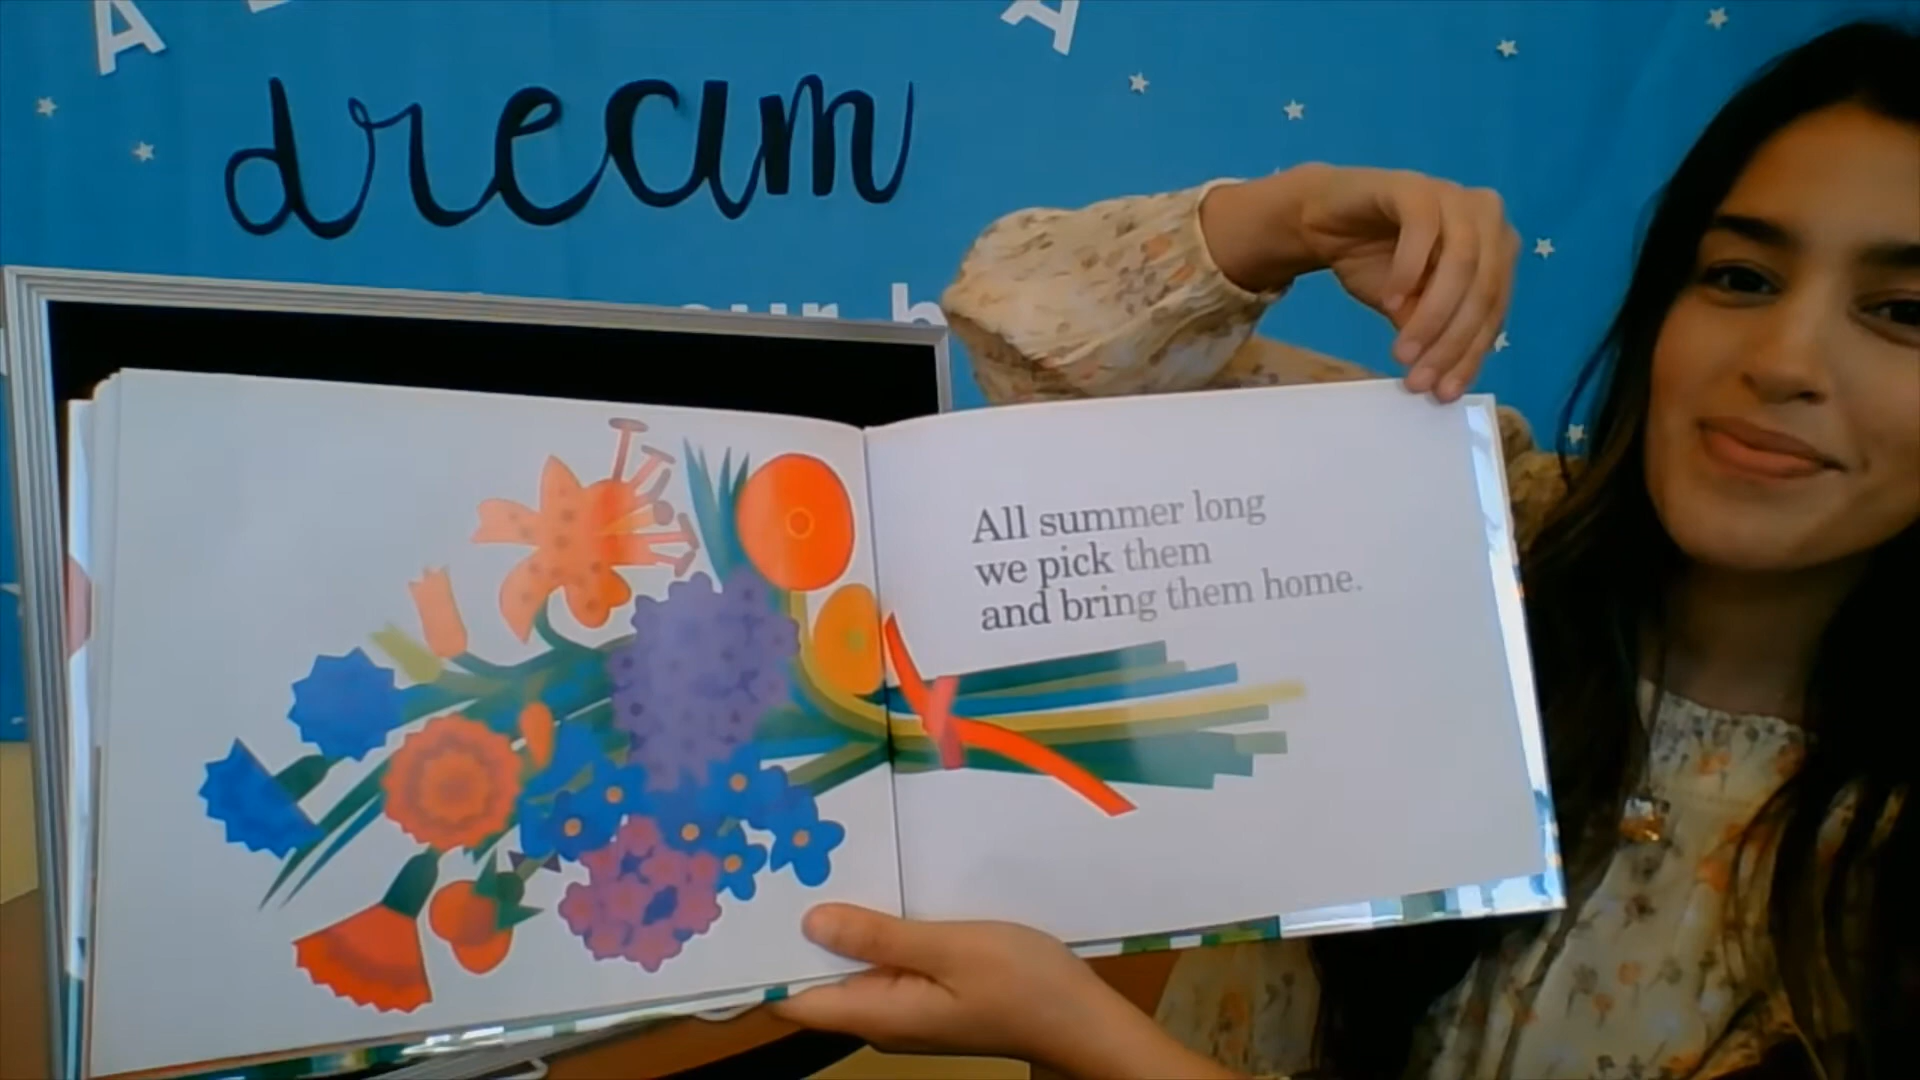 A A
dream
All summer long
we pick them
and bring them home.